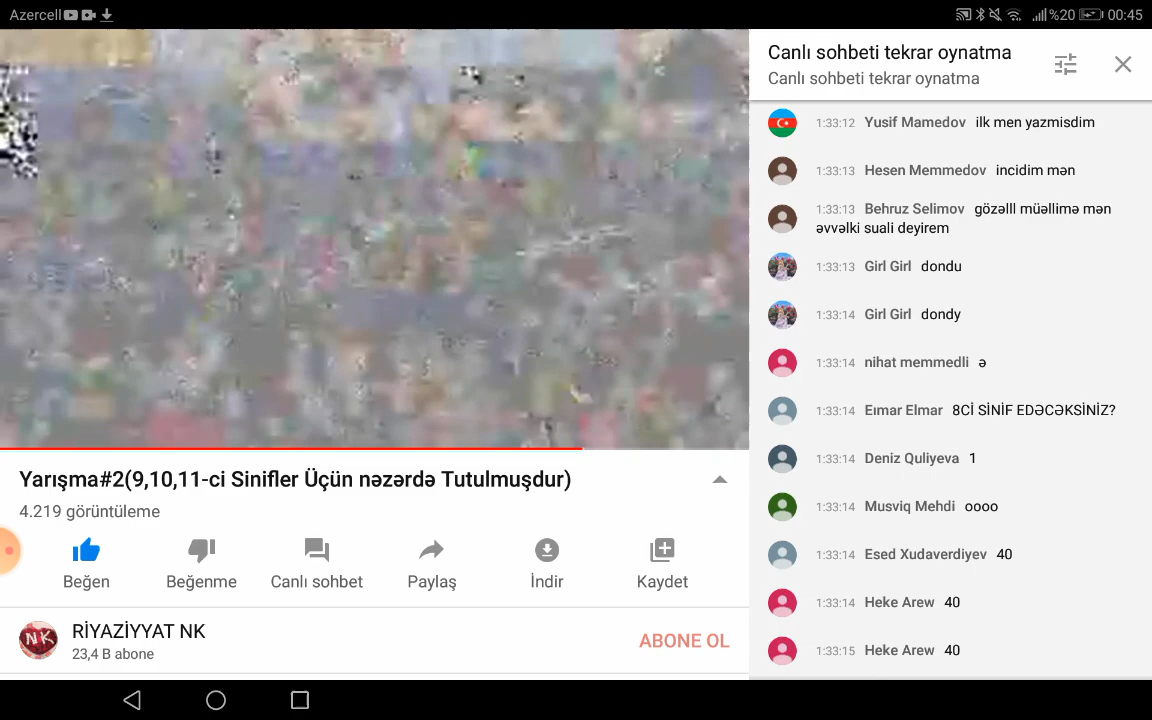 Azercell %20 00:45
Canlı sohbeti tekrar oynatma
Canlı sohbeti tekrar oynatma
1:33:12 Yusif Mamedov ilk men yazmisdim
1:33:13 Hesen Memmedov incidim mən
1:33:13 Behruz Selimov gözəlll müəllimə mən
əvvəlki suali deyirem
1:33:13 Girl Girl dondu
1:33:14 Girl Girl dondy
1:33:14 nihat memmedli ə
1:33:14 Eımar Elmar 8Cİ SİNİF EDƏCƏKSİNİZ?
1:33:14 Deniz Quliyeva 1
1:33:14 Musviq Mehdi oooo
1:33:14 Esed Xudaverdiyev 40
1:33:14 Heke Arew 40
1:33:15 Heke Arew 40
Yarışma#2(9,10,11-ci Sinifler Üçün nəzərdə Tutulmuşdur)
4.219 görüntüleme
Beğen Beğenme Canlı sohbet Paylaş İndir Kaydet
NK
RİYAZİYYAT NK
23,4 B abone
ABONE OL